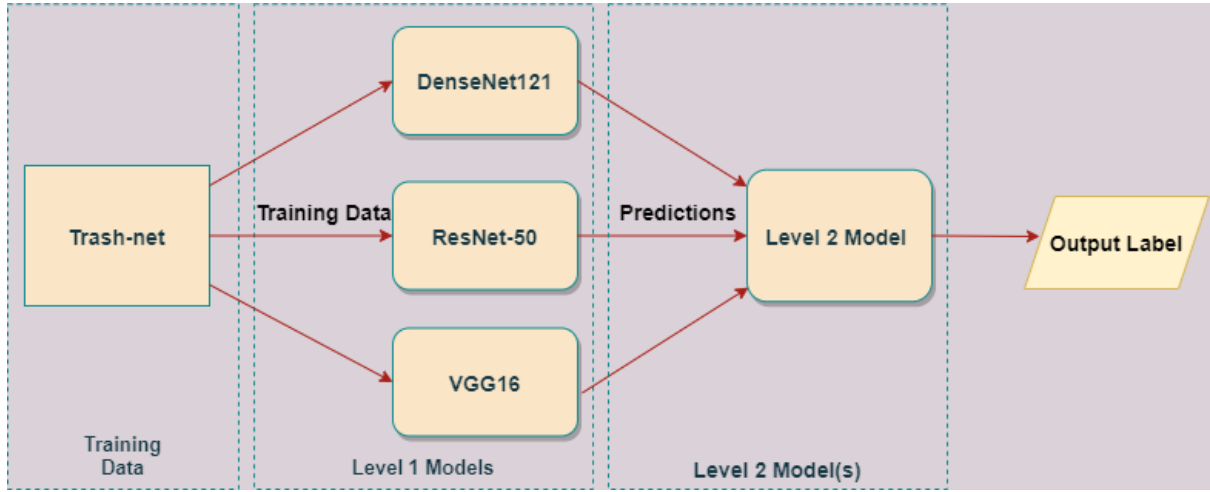 DenseNet121
Trash-net
Training Data
ResNet-50
Predictions
Level 2 Model
Output Label
VGG16
Training
Data
Level 1 Models
Level 2 Model(s)